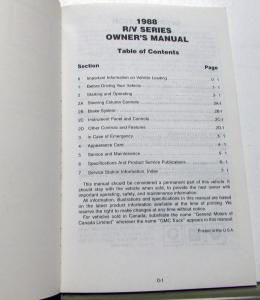 1988
R/V SERIES
OWNER'S MANUAL
Table of Contents
Section Page
0 Important Information on Vehicle Loading 0-1
1 Before Driving Your Vehicle 1-1
2 Starting and Operating 2-1
2A Steering Column Controls 2A-1
2B Brake System 2B-1
2C Instrument Panel and Controls 2C-1
2D Other Controls and Features 2D-1
3 In Case of Emergency 3-1
4 Appearance Care 4-1
5 Service and Maintenance 5-1
6 Specifications And Product Service Publications 6-1
7 Service Station Information, Index 7-1
This manual should be considered a permanent part of this vehicle. It
should stay with the vehicle when sold, to provide the next owner with
important operating, safety, and maintenance information.
All information, illustrations and specifications in this manual are based
on the latest product information available at the time of printing. We
reserve the right to make changes at any time without notice.
For vehicles sold in Canada, substitute the name "General Motors of
Canada Limited" wherever the name "GMC Truck" appears in this manual.
Printed in the U.S.A.
0-1